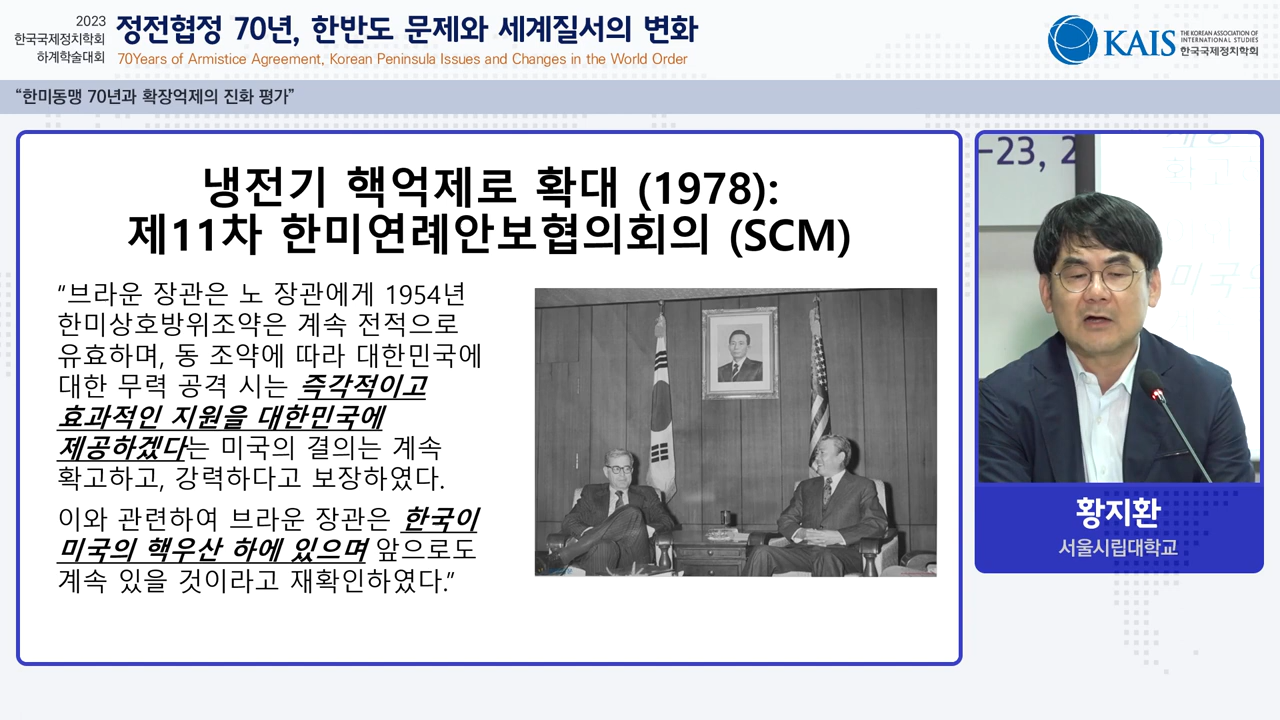 2023
한국국제정치학회
하계학술대회
정전협정 70년, 한반도 문제와 세계질서의 변화
70Years of Armistice Agreement, Korean Peninsula Issues and Changes in the World Order
KAIS
THE KOREAN ASSOCIATION OF
INTERNATIONAL STUDIES
한국국제정치학회
“한미동맹 70년과 확장억제의 진화 평가”
냉전기 핵억제로 확대 (1978):
제11차 한미연례안보협의회의 (SCM)
“브라운 장관은 노 장관에게 1954년
한미상호방위조약은 계속 전적으로
유효하며, 동 조약에 따라 대한민국에
대한 무력 공격 시는 즉각적이고
효과적인 지원을 대한민국에
제공하겠다는 미국의 결의는 계속
확고하고, 강력하다고 보장하였다.
이와 관련하여 브라운 장관은 한국이
미국의 핵우산 하에 있으며 앞으로도
계속 있을 것이라고 재확인하였다.”
-23, 2
황지환
서울시립대학교